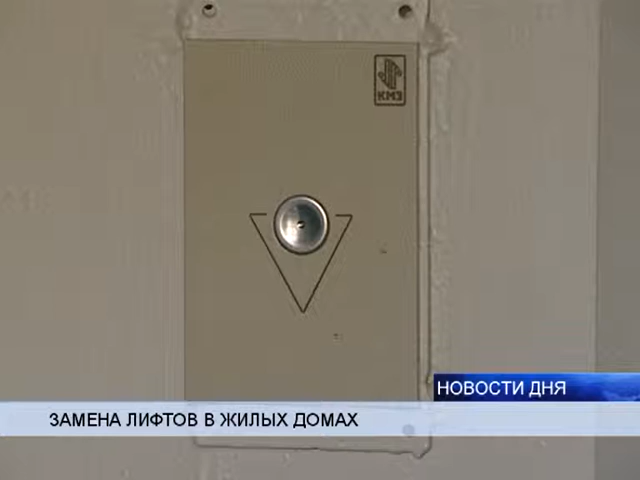 КМЗ
НОВОСТИ ДНЯ
ЗАМЕНА ЛИФТОВ В ЖИЛЫХ ДОМАХ